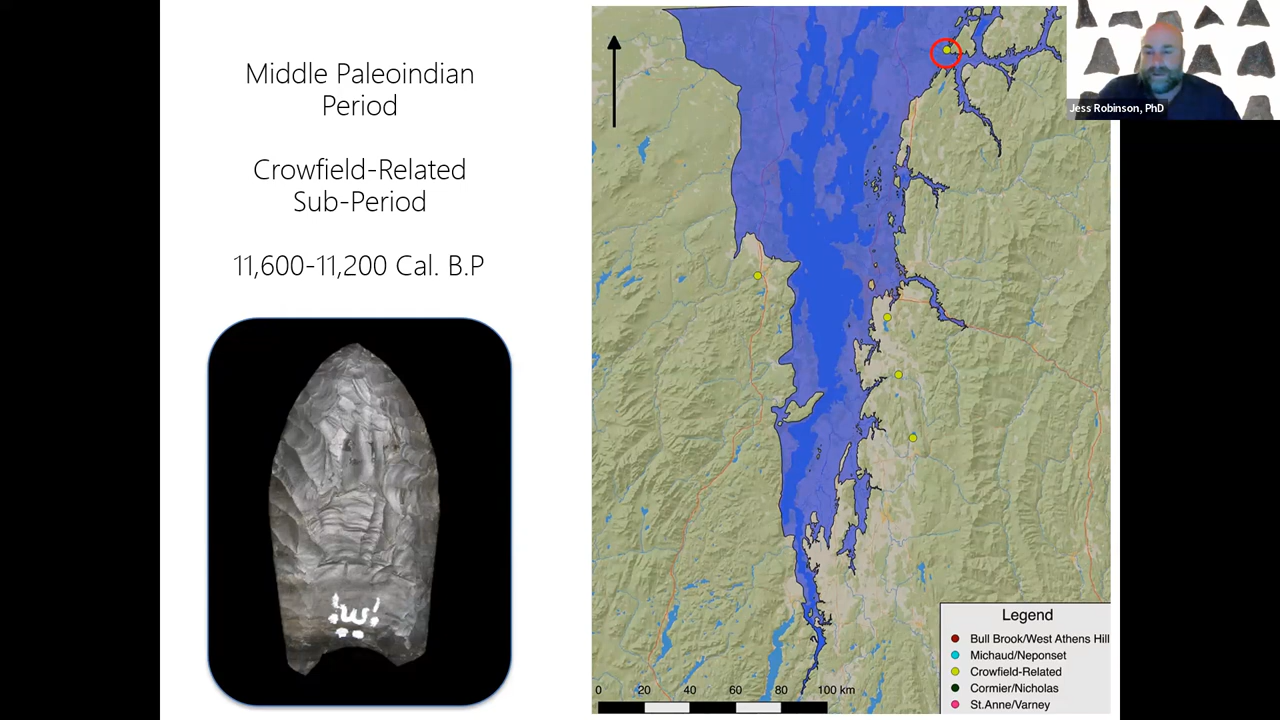 Middle Paleoindian
Period
Crowfield-Related
Sub-Period
11,600-11,200 Cal. B.P
Jess Robinson, PhD
Legend
Bull Brook/West Athens Hill
Michaud/Neponset
Crowfield-Related
Cormier/Nicholas
St.Anne/Varney
0 20 40 60 80 100 km